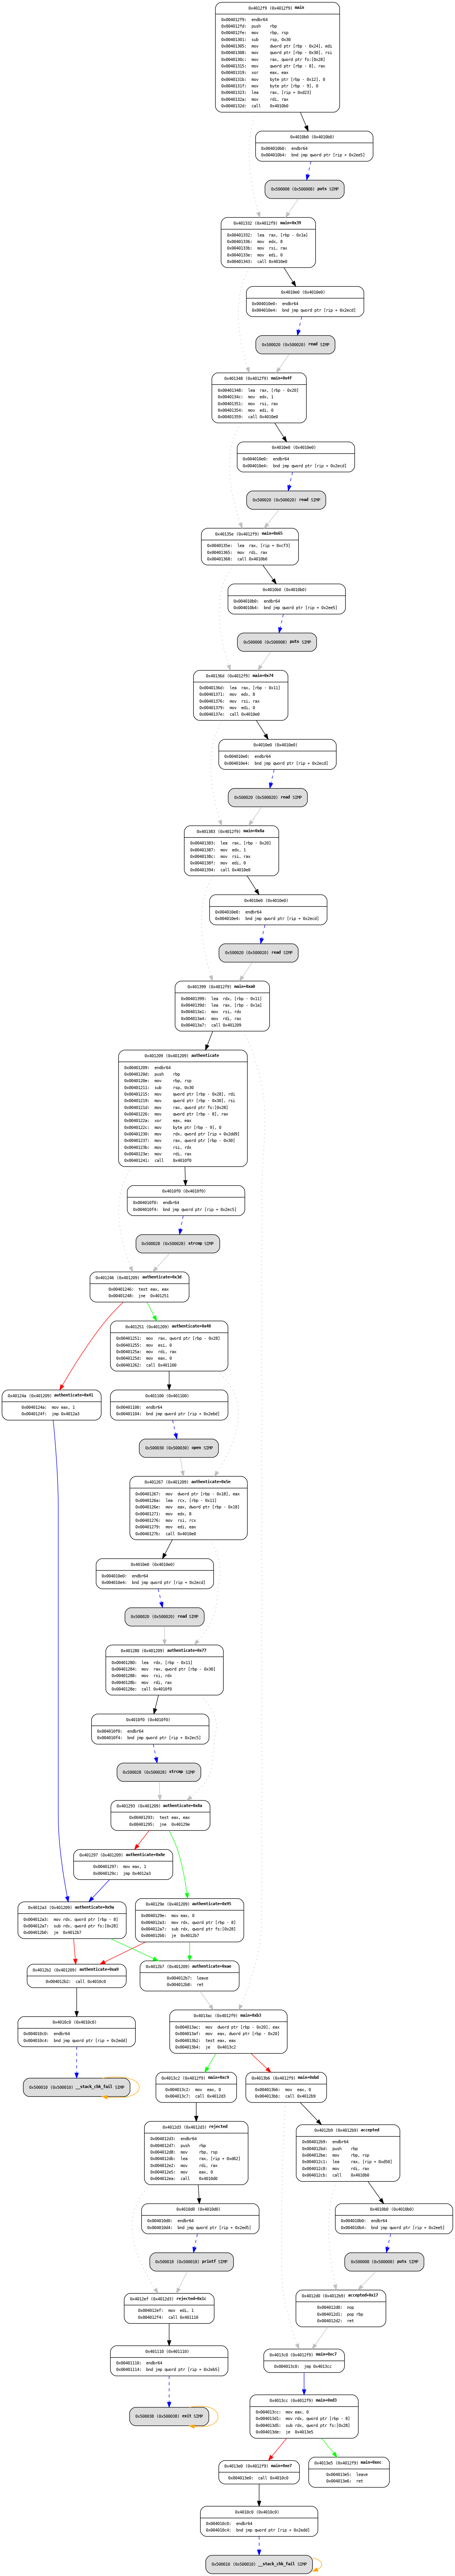 0x4012f9 (0x4012f9) main
0x004012f9: endbr64
0x004012fd: push rbp
0x004012fe: mov rbp, rsp
0x00401301: sub rsp, 0x30
0x00401305: mov dword ptr [rbp - 0x24], edi
0x00401308: mov qword ptr [rbp - 0x30], rsi
0x0040130c: mov rax, qword ptr fs:[0x28]
0x00401315: mov qword ptr [rbp - 8], rax
0x00401319: xor eax, eax
0x0040131b: mov byte ptr [rbp - 0x12], 0
0x0040131f: mov byte ptr [rbp - 9], 0
0x00401323: lea rax, [rip + 0xd23]
0x0040132a: mov rdi, rax
0x0040132d: call 0x4010b0
0x4010b0 (0x4010b0)
0x004010b0: endbr64
0x004010b4: bnd jmp qword ptr [rip + 0x2ee5]
0x500008 (0x500008) puts SIMP
0x401332 (0x4012f9) main+0x39
0x00401332: lea rax, [rbp - 0x1a]
0x00401336: mov edx, 8
0x0040133b: mov rsi, rax
0x0040133e: mov edi, 0
0x00401343: call 0x4010e0
0x4010e0 (0x4010e0)
0x004010e0: endbr64
0x004010e4: bnd jmp qword ptr [rip + 0x2ecd]
0x500020 (0x500020) read SIMP
0x401348 (0x4012f9) main+0x4f
0x00401348: lea rax, [rbp - 0x20]
0x0040134c: mov edx, 1
0x00401351: mov rsi, rax
0x00401354: mov edi, 0
0x00401359: call 0x4010e0
0x4010e0 (0x4010e0)
0x004010e0: endbr64
0x004010e4: bnd jmp qword ptr [rip + 0x2ecd]
0x500020 (0x500020) read SIMP
0x40135e (0x4012f9) main+0x65
0x0040135e: lea rax, [rip + 0xcf3]
0x00401365: mov rdi, rax
0x00401368: call 0x4010b0
0x4010b0 (0x4010b0)
0x004010b0: endbr64
0x004010b4: bnd jmp qword ptr [rip + 0x2ee5]
0x500008 (0x500008) puts SIMP
0x40136d (0x4012f9) main+0x74
0x0040136d: lea rax, [rbp - 0x11]
0x00401371: mov edx, 8
0x00401376: mov rsi, rax
0x00401379: mov edi, 0
0x0040137e: call 0x4010e0
0x4010e0 (0x4010e0)
0x004010e0: endbr64
0x004010e4: bnd jmp qword ptr [rip + 0x2ecd]
0x500020 (0x500020) read SIMP
0x401383 (0x4012f9) main+0x8a
0x00401383: lea rax, [rbp - 0x20]
0x00401387: mov edx, 1
0x0040138c: mov rsi, rax
0x0040138f: mov edi, 0
0x00401394: call 0x4010e0
0x4010e0 (0x4010e0)
0x004010e0: endbr64
0x004010e4: bnd jmp qword ptr [rip + 0x2ecd]
0x500020 (0x500020) read SIMP
0x401399 (0x4012f9) main+0xa0
0x00401399: lea rdx, [rbp - 0x11]
0x0040139d: lea rax, [rbp - 0x1a]
0x004013a1: mov rsi, rdx
0x004013a4: mov rdi, rax
0x004013a7: call 0x401209
0x401209 (0x401209) authenticate
0x00401209: endbr64
0x0040120d: push rbp
0x0040120e: mov rbp, rsp
0x00401211: sub rsp, 0x30
0x00401215: mov qword ptr [rbp - 0x28], rdi
0x00401219: mov qword ptr [rbp - 0x30], rsi
0x0040121d: mov rax, qword ptr fs:[0x28]
0x00401226: mov qword ptr [rbp - 8], rax
0x0040122a: xor eax, eax
0x0040122c: mov byte ptr [rbp - 9], 0
0x00401230: mov rdx, qword ptr [rip + 0x2dd9]
0x00401237: mov rax, qword ptr [rbp - 0x30]
0x0040123b: mov rsi, rdx
0x0040123e: mov rdi, rax
0x00401241: call 0x4010f0
0x4010f0 (0x4010f0)
0x004010f0: endbr64
0x004010f4: bnd jmp qword ptr [rip + 0x2ec5]
0x500028 (0x500028) strcmp SIMP
0x401246 (0x401209) authenticate+0x3d
0x00401246: test eax, eax
0x00401248: jne 0x401251
0x401251 (0x401209) authenticate+0x48
0x00401251: mov rax, qword ptr [rbp - 0x28]
0x00401255: mov esi, 0
0x0040125a: mov rdi, rax
0x0040125d: mov eax, 0
0x00401262: call 0x401100
0x40124a (0x401209) authenticate+0x41
0x0040124a: mov eax, 1
0x0040124f: jmp 0x4012a3
0x401100 (0x401100)
0x00401100: endbr64
0x00401104: bnd jmp qword ptr [rip + 0x2ebd]
0x500030 (0x500030) open SIMP
0x401267 (0x401209) authenticate+0x5e
0x00401267: mov dword ptr [rbp - 0x18], eax
0x0040126a: lea rcx, [rbp - 0x11]
0x0040126e: mov eax, dword ptr [rbp - 0x18]
0x00401271: mov edx, 8
0x00401276: mov rsi, rcx
0x00401279: mov edi, eax
0x0040127b: call 0x4010e0
0x4010e0 (0x4010e0)
0x004010e0: endbr64
0x004010e4: bnd jmp qword ptr [rip + 0x2ecd]
0x500020 (0x500020) read SIMP
0x401280 (0x401209) authenticate+0x77
0x00401280: lea rdx, [rbp - 0x11]
0x00401284: mov rax, qword ptr [rbp - 0x30]
0x00401288: mov rsi, rdx
0x0040128b: mov rdi, rax
0x0040128e: call 0x4010f0
0x4010f0 (0x4010f0)
0x004010f0: endbr64
0x004010f4: bnd jmp qword ptr [rip + 0x2ec5]
0x500028 (0x500028) strcmp SIMP
0x401293 (0x401209) authenticate+0x8a
0x00401293: test eax, eax
0x00401295: jne 0x40129e
0x401297 (0x401209) authenticate+0x8e
0x00401297: mov eax, 1
0x0040129c: jmp 0x4012a3
0x4012a3 (0x401209) authenticate+0x9a
0x004012a3: mov rdx, qword ptr [rbp - 8]
0x004012a7: sub rdx, qword ptr fs:[0x28]
0x004012b0: je 0x4012b7
0x40129e (0x401209) authenticate+0x95
0x0040129e: mov eax, 0
0x004012a3: mov rdx, qword ptr [rbp - 8]
0x004012a7: sub rdx, qword ptr fs:[0x28]
0x004012b0: je 0x4012b7
0x4012b2 (0x401209) authenticate+0xa9
0x004012b2: call 0x4010c0
0x4012b7 (0x401209) authenticate+0xae
0x004012b7: leave
0x004012b8: ret
0x4010c0 (0x4010c0)
0x004010c0: endbr64
0x004010c4: bnd jmp qword ptr [rip + 0x2edd]
0x500010 (0x500010) __stack_chk_fail SIMP
0x4013ac (0x4012f9) main+0xb3
0x004013ac: mov dword ptr [rbp - 0x20], eax
0x004013af: mov eax, dword ptr [rbp - 0x20]
0x004013b2: test eax, eax
0x004013b4: je 0x4013c2
0x4013c2 (0x4012f9) main+0xc9
0x004013c2: mov eax, 0
0x004013c7: call 0x4012d3
0x4013b6 (0x4012f9) main+0xbd
0x004013b6: mov eax, 0
0x004013bb: call 0x4012b9
0x4012d3 (0x4012d3) rejected
0x004012d3: endbr64
0x004012d7: push rbp
0x004012d8: mov rbp, rsp
0x004012db: lea rax, [rip + 0xd62]
0x004012e2: mov rdi, rax
0x004012e5: mov eax, 0
0x004012ea: call 0x4010d0
0x4012b9 (0x4012b9) accepted
0x004012b9: endbr64
0x004012bd: push rbp
0x004012be: mov rbp, rsp
0x004012c1: lea rax, [rip + 0xd50]
0x004012c8: mov rdi, rax
0x004012cb: call 0x4010b0
0x4010d0 (0x4010d0)
0x004010d0: endbr64
0x004010d4: bnd jmp qword ptr [rip + 0x2ed5]
0x4010b0 (0x4010b0)
0x004010b0: endbr64
0x004010b4: bnd jmp qword ptr [rip + 0x2ee5]
0x500018 (0x500018) printf SIMP
0x500008 (0x500008) puts SIMP
0x4012ef (0x4012d3) rejected+0x1c
0x004012ef: mov edi, 1
0x004012f4: call 0x401110
0x4012d0 (0x4012b9) accepted+0x17
0x004012d0: nop
0x004012d1: pop rbp
0x004012d2: ret
0x401110 (0x401110)
0x00401110: endbr64
0x00401114: bnd jmp qword ptr [rip + 0x2eb5]
0x4013c0 (0x4012f9) main+0xc7
0x004013c0: jmp 0x4013cc
0x500038 (0x500038) exit SIMP
0x4013cc (0x4012f9) main+0xd3
0x004013cc: mov eax, 0
0x004013d1: mov rdx, qword ptr [rbp - 8]
0x004013d5: sub rdx, qword ptr fs:[0x28]
0x004013de: je 0x4013e5
0x4013e0 (0x4012f9) main+0xe7
0x004013e0: call 0x4010c0
0x4013e5 (0x4012f9) main+0xec
0x004013e5: leave
0x004013e6: ret
0x4010c0 (0x4010c0)
0x004010c0: endbr64
0x004010c4: bnd jmp qword ptr [rip + 0x2edd]
0x500010 (0x500010) __stack_chk_fail SIMP